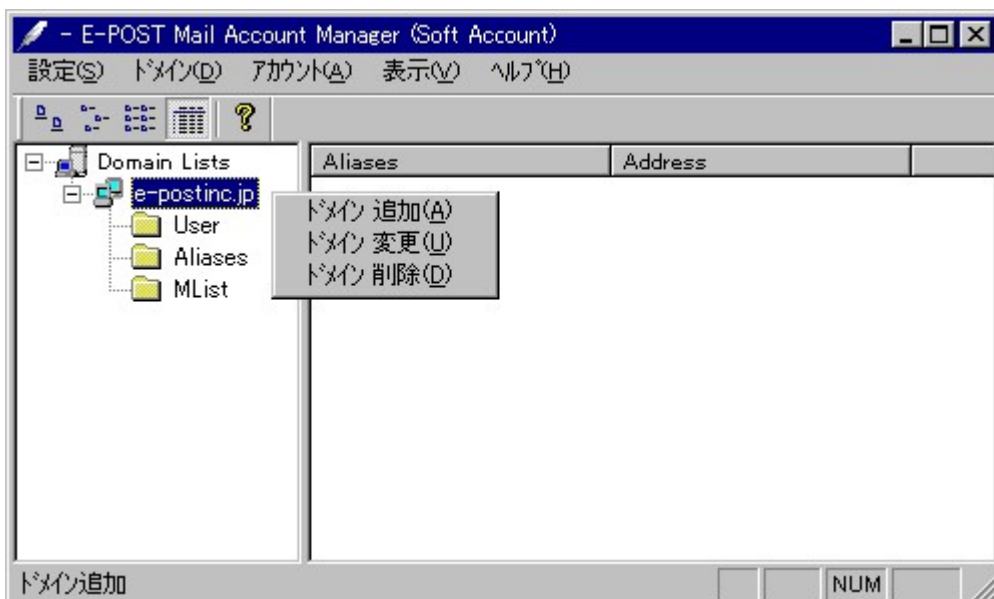 - E-POST Mail Account Manager (Soft Account)
設定(S) ﾄﾞﾒｲﾝ(D) ｱｶｳﾝﾄ(A) 表示(V) ﾍﾙﾌﾟ(H)
Domain Lists
e-postinc.jp
User
Aliases
MList
Aliases Address
ﾄﾞﾒｲﾝ 追加(A)
ﾄﾞﾒｲﾝ 変更(U)
ﾄﾞﾒｲﾝ 削除(D)
ﾄﾞﾒｲﾝ追加 NUM